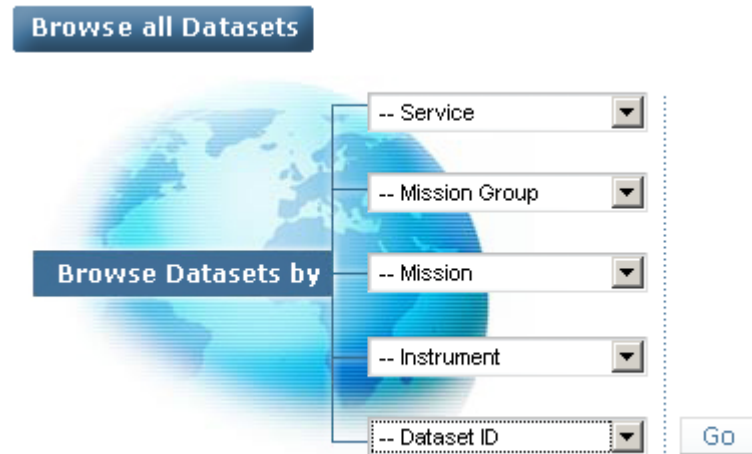 Browse all Datasets
-- Service
-- Mission Group
Browse Datasets by
-- Mission
-- Instrument
-- Dataset ID
Go